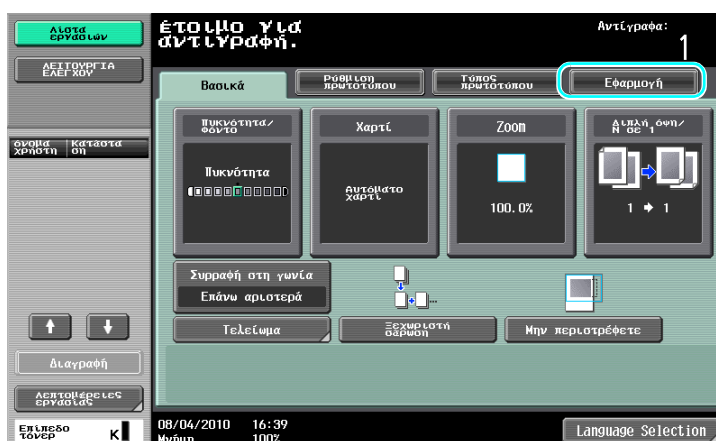 Λίστα
εργασιών
ΛΕΙΤΟΥΡΓΙΑ
ΕΛΕΓΧΟΥ
όνομα
χρήστη
Κατάστα
ση
Διαγραφή
Λεπτομέρειες
εργασίας
Επίπεδο
τόνερ
K
έτοιμο για
αντιγραφή.
Αντίγραφα:
1
Βασικά
Ρύθμιση
πρωτοτύπου
Τύπος
πρωτοτύπου
Εφαρμογή
Πυκνότητα/
Φόντο
Πυκνότητα
Χαρτί
Αυτόματο
χαρτί
Zoom
100.0%
Διπλή όψη/
N σε 1
1 → 1
Συρραφή στη γωνία
Επάνω αριστερά
Τελείωμα
Ξεχωριστή
σάρωση
Μην περιστρέφετε
08/04/2010 16:39
Μνήμη 100%
Language Selection